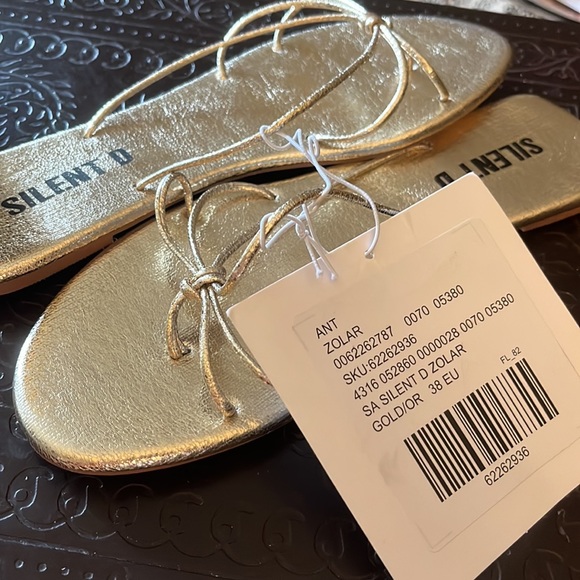 SILENT D
SILENT D
ANT
ZOLAR
0062262787 0070 05380
SKU:62262936
4316 052860 0000028 0070 05380
SA SILENT D ZOLAR
GOLD/OR 38 EU
FL_82
62262936